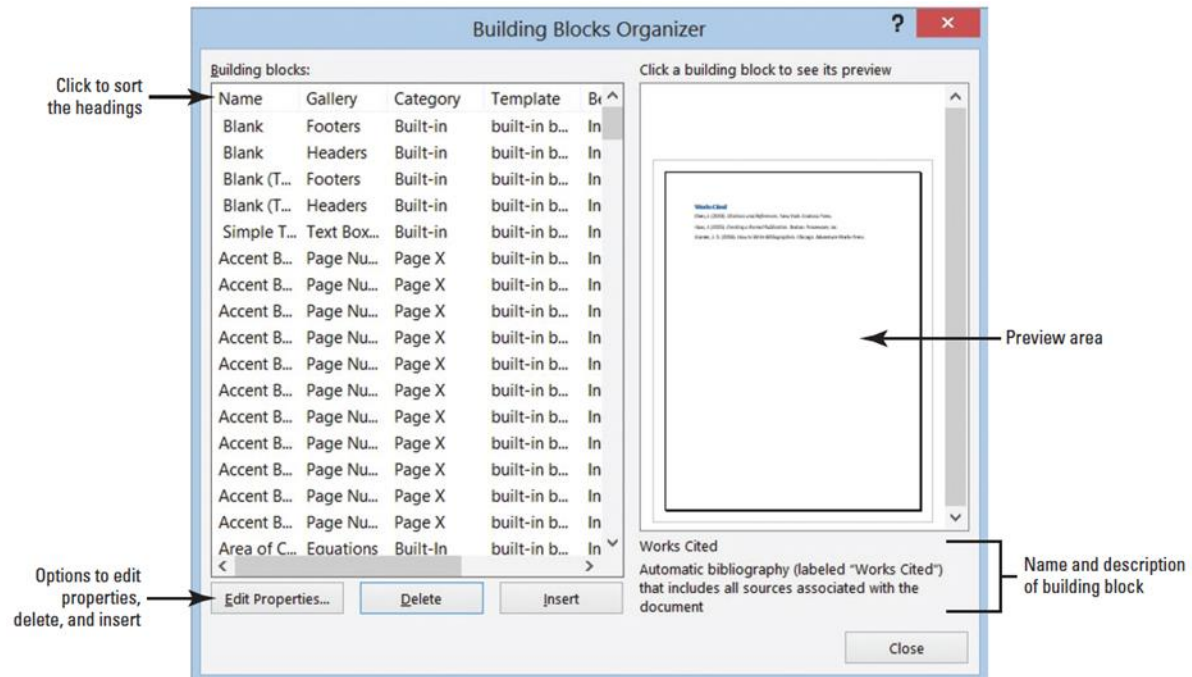 Building Blocks Organizer
?
×
Building blocks:
Click a building block to see its preview
Click to sort
the headings
Name Gallery Category Template Be
Blank Footers Built-in built-in b... In
Blank Headers Built-in built-in b... In
Blank (T... Footers Built-in built-in b... In
Blank (T... Headers Built-in built-in b... In
Simple T... Text Box... Built-in built-in b... In
Accent B... Page Nu... Page X built-in b... In
Accent B... Page Nu... Page X built-in b... In
Accent B... Page Nu... Page X built-in b... In
Accent B... Page Nu... Page X built-in b... In
Accent B... Page Nu... Page X built-in b... In
Accent B... Page Nu... Page X built-in b... In
Accent B... Page Nu... Page X built-in b... In
Accent B... Page Nu... Page X built-in b... In
Accent B... Page Nu... Page X built-in b... In
Accent B... Page Nu... Page X built-in b... In
Accent B... Page Nu... Page X built-in b... In
Area of C... Equations Built-In built-in b... In
Works Cited
Preview area
Works Cited
Automatic bibliography (labeled "Works Cited")
that includes all sources associated with the
document
Name and description
of building block
Options to edit
properties,
delete, and insert
Edit Properties... Delete Insert
Close